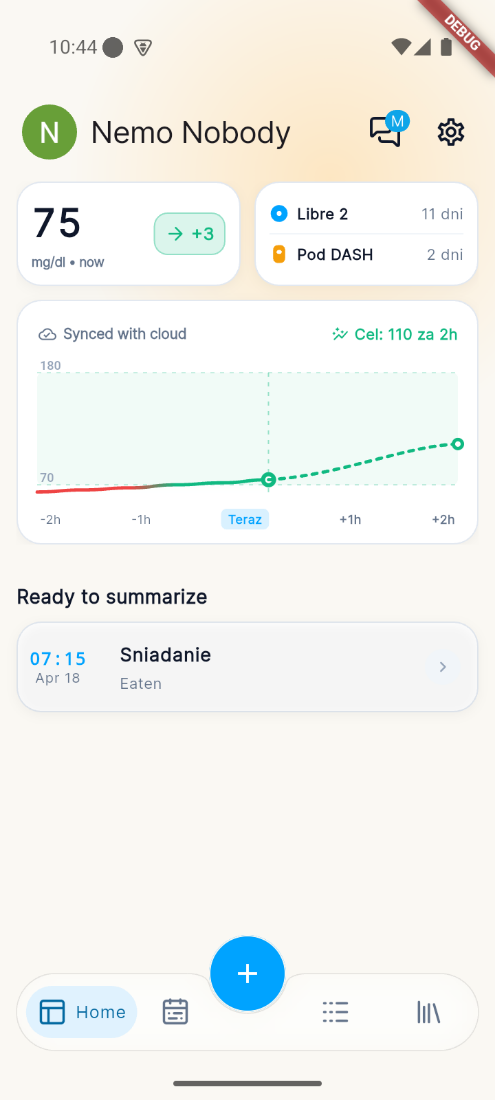 10:44
DEBUG
N Nemo Nobody M
75
→ +3
mg/dl • now
Libre 2 11 dni
Pod DASH 2 dni
Synced with cloud Cel: 110 za 2h
180
70
-2h -1h Teraz +1h +2h
Ready to summarize
07:15 Sniadanie
Apr 18 Eaten
Home